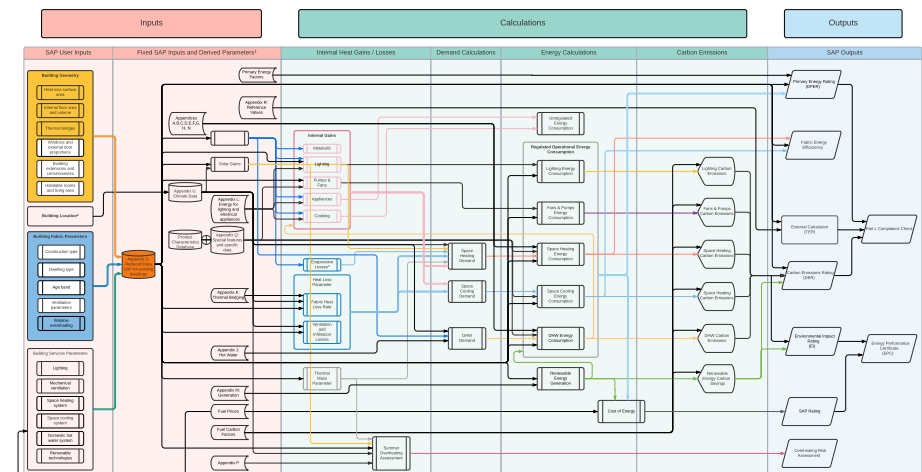 Inputs
Calculations
Outputs
SAP User Inputs
Fixed SAP Inputs and Derived Parameters¹
Internal Heat Gains / Losses
Demand Calculations
Energy Calculations
Carbon Emissions
SAP Outputs
Building Geometry
Heat loss surface
area
Internal floor area
and volume
Thermal bridges
Windows and
external door
proportions
Building
extensions and
conservatories
Habitable rooms
and living area
Building Location²
Building Fabric Parameters
Construction type
Dwelling type
Age band
Ventilation
parameters
Window
overshading
Building Services Parameters
Lighting
Mechanical
ventilation
Space heating
system
Space cooling
system
Domestic hot
water system
Renewable
technologies
Appendix S:
Reduced Data
SAP for existing
dwellings
Primary Energy
Factors
Appendix R:
Reference
Values
Appendices
A,B,C,D,E,F,G,
H, N
Solar Gains
Appendix U:
Climate Data
Appendix L:
Energy for
lighting and
electrical
appliances
Product
Characteristics
Database
Appendix Q:
Special features
and specific
data
Appendix K:
Thermal Bridging
Appendix J:
Hot Water
Appendix M:
Generation
Fuel Prices
Fuel Carbon
Factors
Internal Gains
Metabolic
Lighting
Pumps &
Fans
Appliances
Cooking
Evaporative
Losses
Heat Loss
Parameter
Fabric Heat
Loss Rate
Ventilation
and
Infiltration
Losses
Thermal
Mass
Parameter
Summer
Overheating
Assessment
Space
Heating
Demand
Space
Cooling
Demand
DHW
Demand
Unregulated
Energy
Consumption
Regulated Operational Energy
Consumption
Lighting Energy
Consumption
Fans & Pumps
Energy
Consumption
Space Heating
Energy
Consumption
Space Cooling
Energy
Consumption
DHW Energy
Consumption
Renewable
Energy
Generation
Cost of Energy
Lighting Carbon
Emissions
Fans & Pumps
Carbon Emissions
Space Heating
Carbon Emissions
Space Cooling
Carbon Emissions
DHW Carbon
Emissions
Renewable
Energy Carbon
Savings
Primary Energy Rating
(DPER)
Fabric Energy
Efficiency
External Calculation
(TER)
Part L Compliance Check
Carbon Emissions Rating
(DER)
Environmental Impact
Rating
(EI)
Energy Performance
Certificate
(EPC)
SAP Rating
Overheating Risk
Assessment